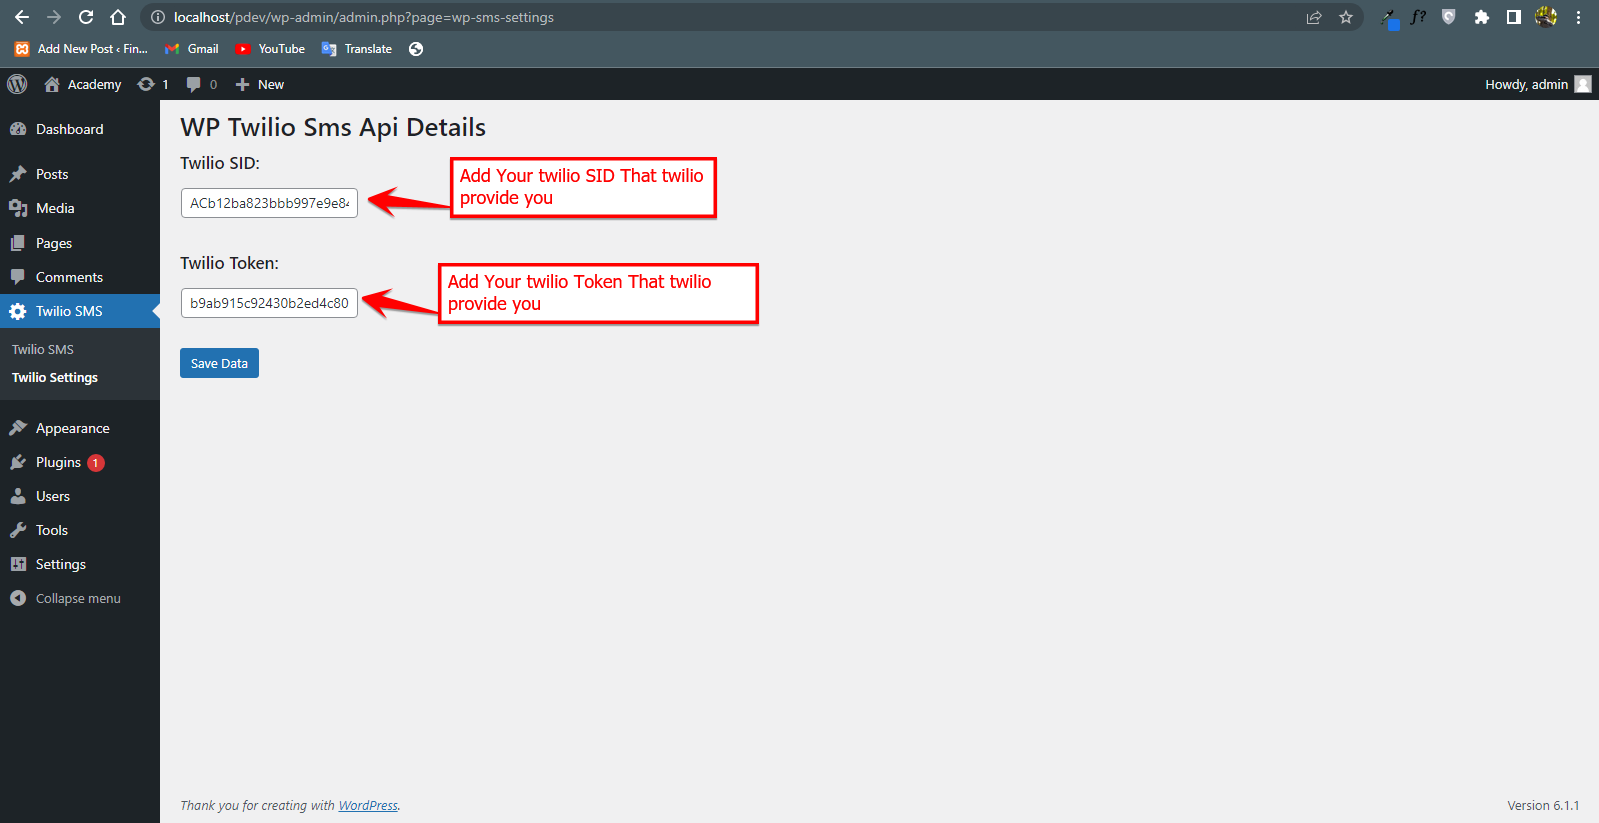 localhost/pdev/wp-admin/admin.php?page=wp-sms-settings
f?
Add New Post ‹ Fin...
Gmail
YouTube
Translate
Academy
1
0
New
Howdy, admin
Dashboard
Posts
Media
Pages
Comments
Twilio SMS
Twilio SMS
Twilio Settings
Appearance
Plugins 1
Users
Tools
Settings
Collapse menu
WP Twilio Sms Api Details
Twilio SID:
ACb12ba823bbb997e9e84
Add Your twilio SID That twilio
provide you
Twilio Token:
b9ab915c92430b2ed4c80
Add Your twilio Token That twilio
provide you
Save Data
Thank you for creating with WordPress.
Version 6.1.1